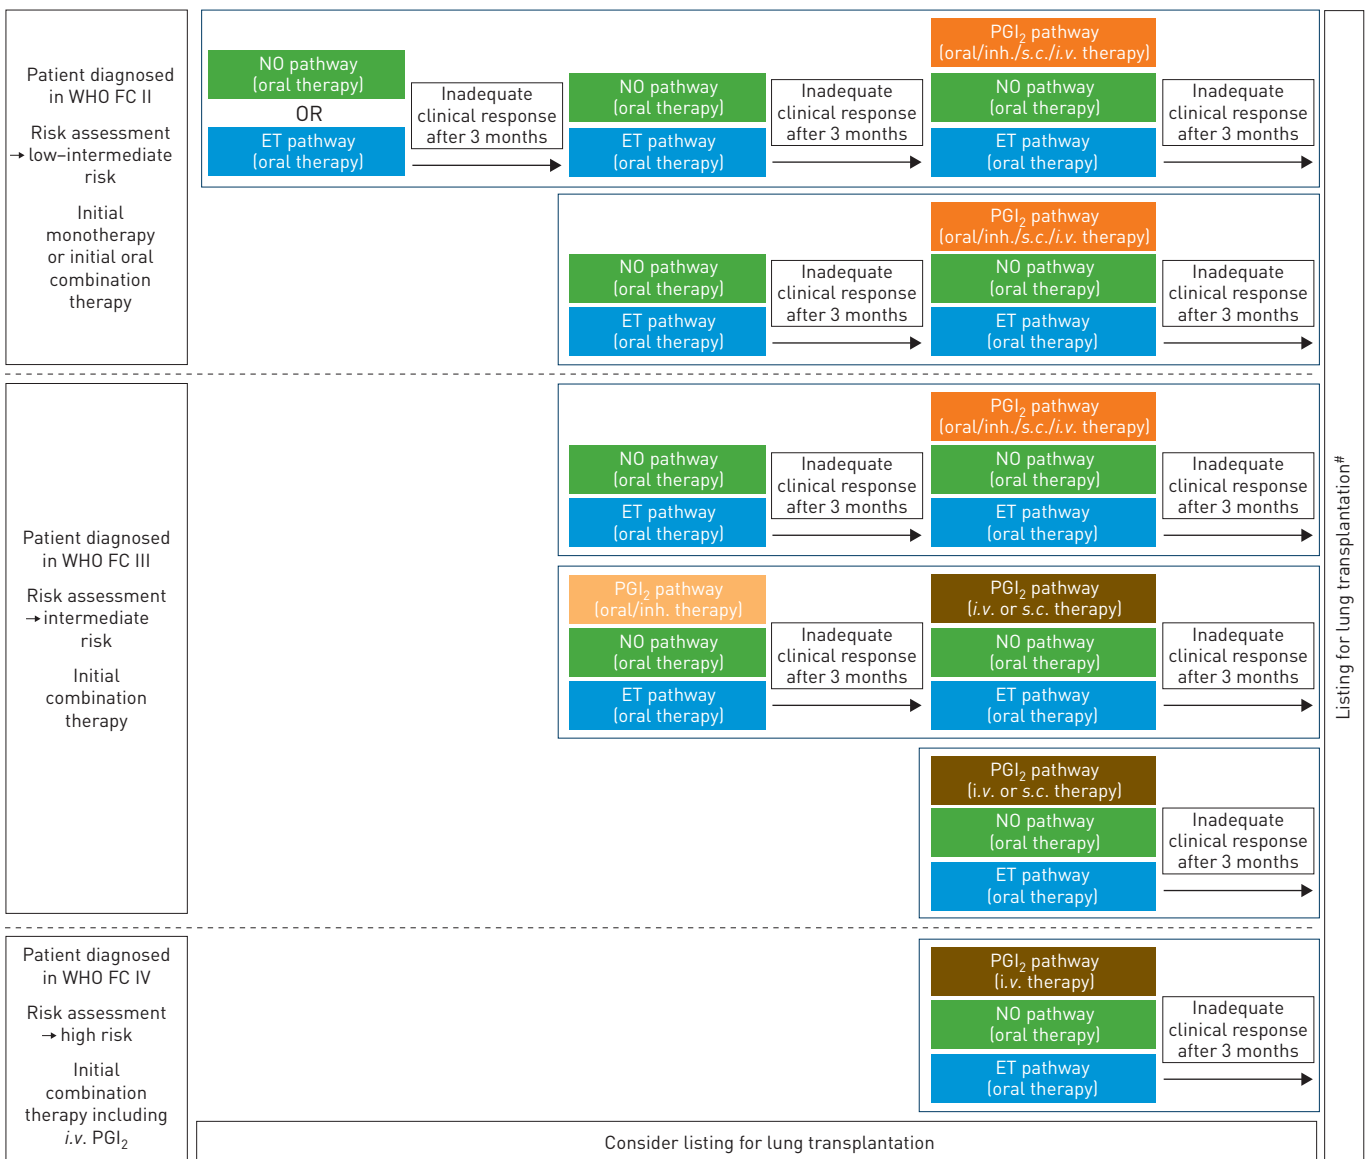 Patient diagnosed
in WHO FC II
Risk assessment
→ low–intermediate
risk
Initial
monotherapy
or initial oral
combination
therapy
NO pathway
(oral therapy)
OR
ET pathway
(oral therapy)
Inadequate
clinical response
after 3 months
NO pathway
(oral therapy)
ET pathway
(oral therapy)
Inadequate
clinical response
after 3 months
PGI₂ pathway
(oral/inh./s.c./i.v. therapy)
NO pathway
(oral therapy)
ET pathway
(oral therapy)
Inadequate
clinical response
after 3 months
NO pathway
(oral therapy)
ET pathway
(oral therapy)
Inadequate
clinical response
after 3 months
PGI₂ pathway
(oral/inh./s.c./i.v. therapy)
NO pathway
(oral therapy)
ET pathway
(oral therapy)
Inadequate
clinical response
after 3 months
Patient diagnosed
in WHO FC III
Risk assessment
→ intermediate
risk
Initial
combination
therapy
NO pathway
(oral therapy)
ET pathway
(oral therapy)
Inadequate
clinical response
after 3 months
PGI₂ pathway
(oral/inh./s.c./i.v. therapy)
NO pathway
(oral therapy)
ET pathway
(oral therapy)
Inadequate
clinical response
after 3 months
PGI₂ pathway
(oral/inh. therapy)
NO pathway
(oral therapy)
ET pathway
(oral therapy)
Inadequate
clinical response
after 3 months
PGI₂ pathway
(i.v. or s.c. therapy)
NO pathway
(oral therapy)
ET pathway
(oral therapy)
Inadequate
clinical response
after 3 months
PGI₂ pathway
(i.v. or s.c. therapy)
NO pathway
(oral therapy)
ET pathway
(oral therapy)
Inadequate
clinical response
after 3 months
Patient diagnosed
in WHO FC IV
Risk assessment
→ high risk
Initial
combination
therapy including
i.v. PGI₂
PGI₂ pathway
(i.v. therapy)
NO pathway
(oral therapy)
ET pathway
(oral therapy)
Inadequate
clinical response
after 3 months
Consider listing for lung transplantation
Listing for lung transplantation#